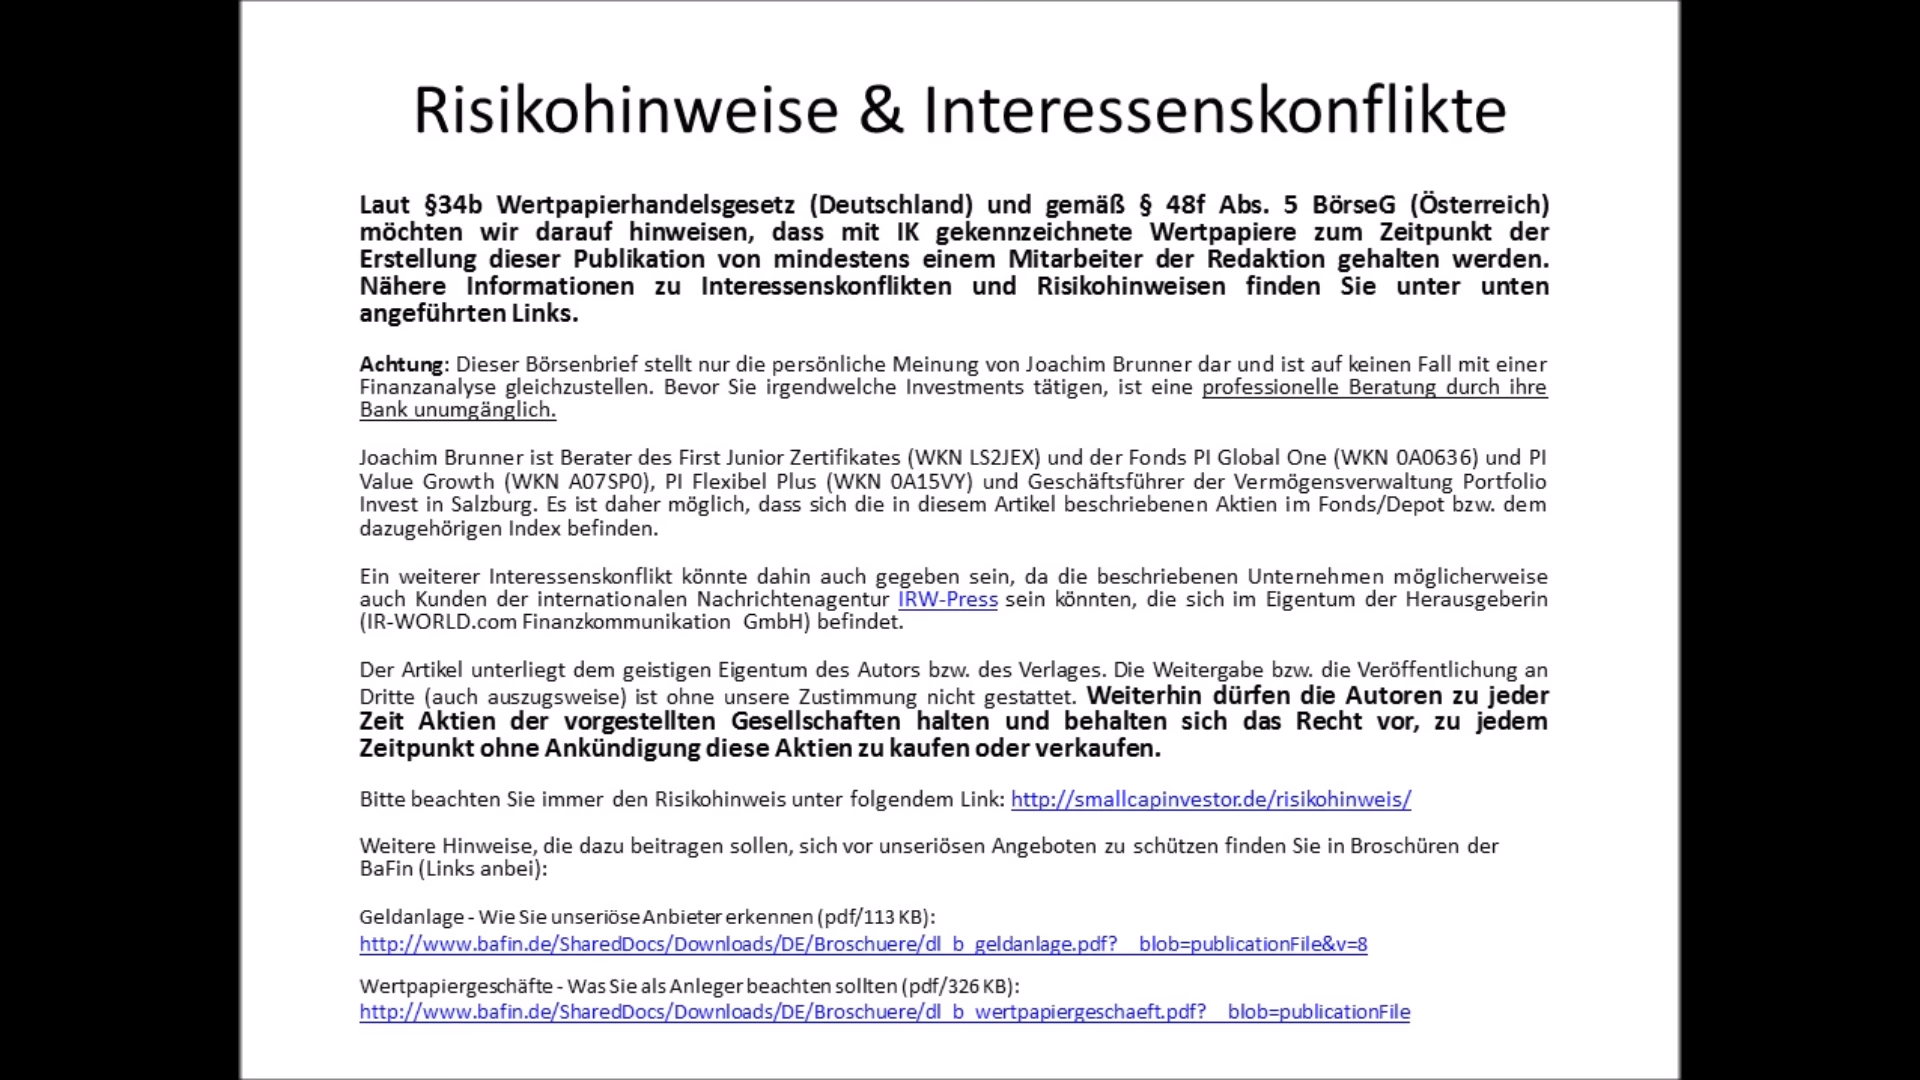 Risikohinweise & Interessenskonflikte
Laut §34b Wertpapierhandelsgesetz (Deutschland) und gemäß § 48f Abs. 5 BörseG (Österreich)
möchten wir darauf hinweisen, dass mit IK gekennzeichnete Wertpapiere zum Zeitpunkt der
Erstellung dieser Publikation von mindestens einem Mitarbeiter der Redaktion gehalten werden.
Nähere Informationen zu Interessenskonflikten und Risikohinweisen finden Sie unter unten
angeführten Links.
Achtung: Dieser Börsenbrief stellt nur die persönliche Meinung von Joachim Brunner dar und ist auf keinen Fall mit einer
Finanzanalyse gleichzustellen. Bevor Sie irgendwelche Investments tätigen, ist eine professionelle Beratung durch ihre
Bank unumgänglich.
Joachim Brunner ist Berater des First Junior Zertifikates (WKN LS2JEX) und der Fonds PI Global One (WKN 0A0636) und PI
Value Growth (WKN A07SP0), PI Flexibel Plus (WKN 0A15VY) und Geschäftsführer der Vermögensverwaltung Portfolio
Invest in Salzburg. Es ist daher möglich, dass sich die in diesem Artikel beschriebenen Aktien im Fonds/Depot bzw. dem
dazugehörigen Index befinden.
Ein weiterer Interessenskonflikt könnte dahin auch gegeben sein, da die beschriebenen Unternehmen möglicherweise
auch Kunden der internationalen Nachrichtenagentur IRW-Press sein könnten, die sich im Eigentum der Herausgeberin
(IR-WORLD.com Finanzkommunikation GmbH) befindet.
Der Artikel unterliegt dem geistigen Eigentum des Autors bzw. des Verlages. Die Weitergabe bzw. die Veröffentlichung an
Dritte (auch auszugsweise) ist ohne unsere Zustimmung nicht gestattet. Weiterhin dürfen die Autoren zu jeder
Zeit Aktien der vorgestellten Gesellschaften halten und behalten sich das Recht vor, zu jedem
Zeitpunkt ohne Ankündigung diese Aktien zu kaufen oder verkaufen.
Bitte beachten Sie immer den Risikohinweis unter folgendem Link: http://smallcapinvestor.de/risikohinweis/
Weitere Hinweise, die dazu beitragen sollen, sich vor unseriösen Angeboten zu schützen finden Sie in Broschüren der
BaFin (Links anbei):
Geldanlage - Wie Sie unseriöse Anbieter erkennen (pdf/113 KB):
http://www.bafin.de/SharedDocs/Downloads/DE/Broschuere/dl_b_geldanlage.pdf?__blob=publicationFile&v=8
Wertpapiergeschäfte - Was Sie als Anleger beachten sollten (pdf/326 KB):
http://www.bafin.de/SharedDocs/Downloads/DE/Broschuere/dl_b_wertpapiergeschaeft.pdf?__blob=publicationFile